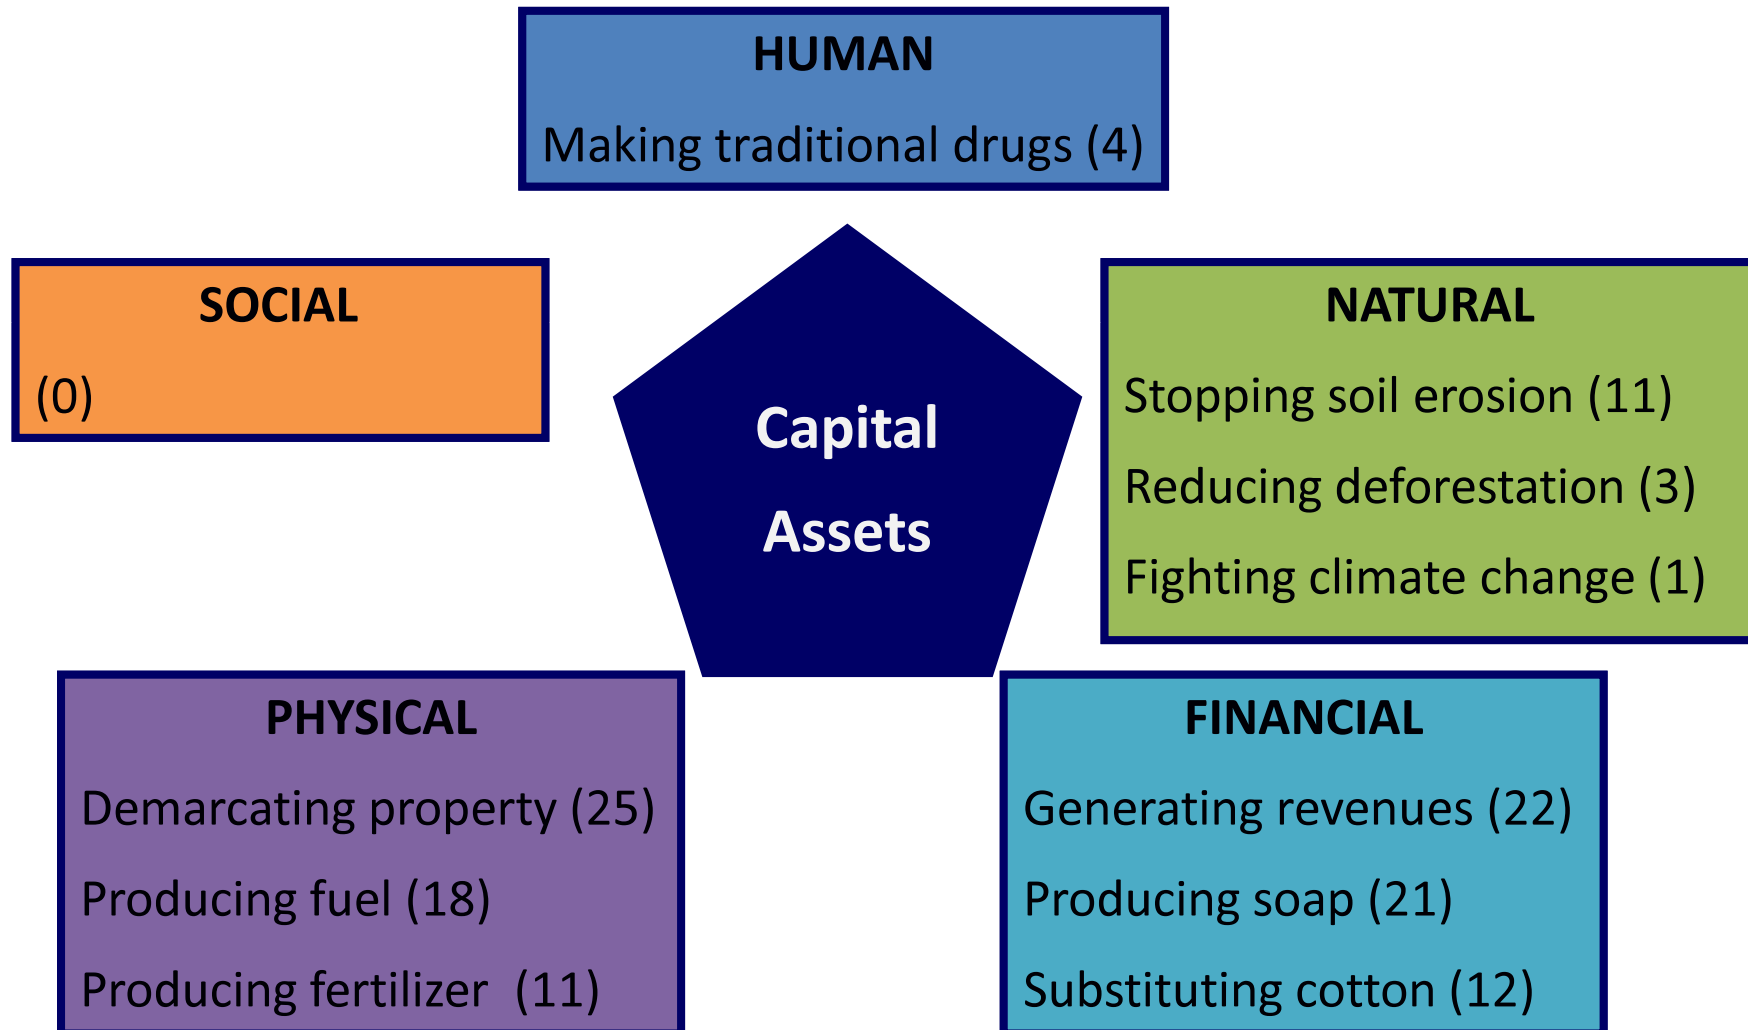 HUMAN
Making traditional drugs (4)
SOCIAL
(0)
NATURAL
Stopping soil erosion (11)
Reducing deforestation (3)
Fighting climate change (1)
Capital
Assets
PHYSICAL
Demarcating property (25)
Producing fuel (18)
Producing fertilizer  (11)
FINANCIAL
Generating revenues (22)
Producing soap (21)
Substituting cotton (12)